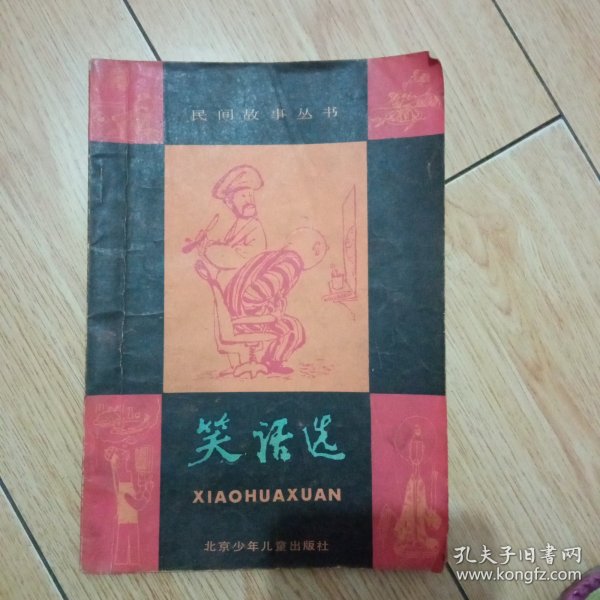 民间故事丛书
笑话选
XIAOHUAXUAN
北京少年儿童出版社
孔夫子旧书网
www.kongfz.com